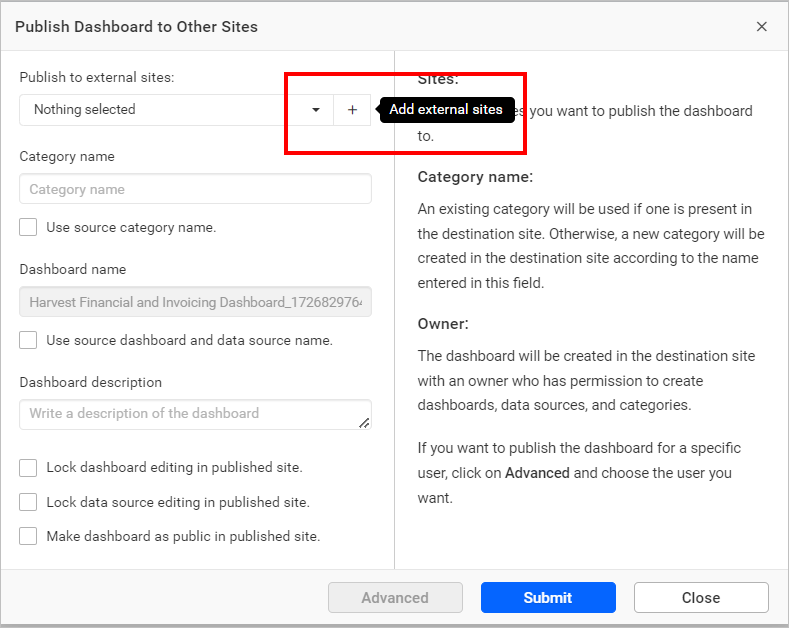 Publish Dashboard to Other Sites
Publish to external sites:
Nothing selected
+
Add external sites
Category name
Category name
Use source category name.
Dashboard name
Harvest Financial and Invoicing Dashboard_1726829764
Use source dashboard and data source name.
Dashboard description
Write a description of the dashboard
Lock dashboard editing in published site.
Lock data source editing in published site.
Make dashboard as public in published site.
Sites:
you want to publish the dashboard
to.
Category name:
An existing category will be used if one is present in
the destination site. Otherwise, a new category will be
created in the destination site according to the name
entered in this field.
Owner:
The dashboard will be created in the destination site
with an owner who has permission to create
dashboards, data sources, and categories.
If you want to publish the dashboard for a specific
user, click on Advanced and choose the user you
want.
Advanced
Submit
Close